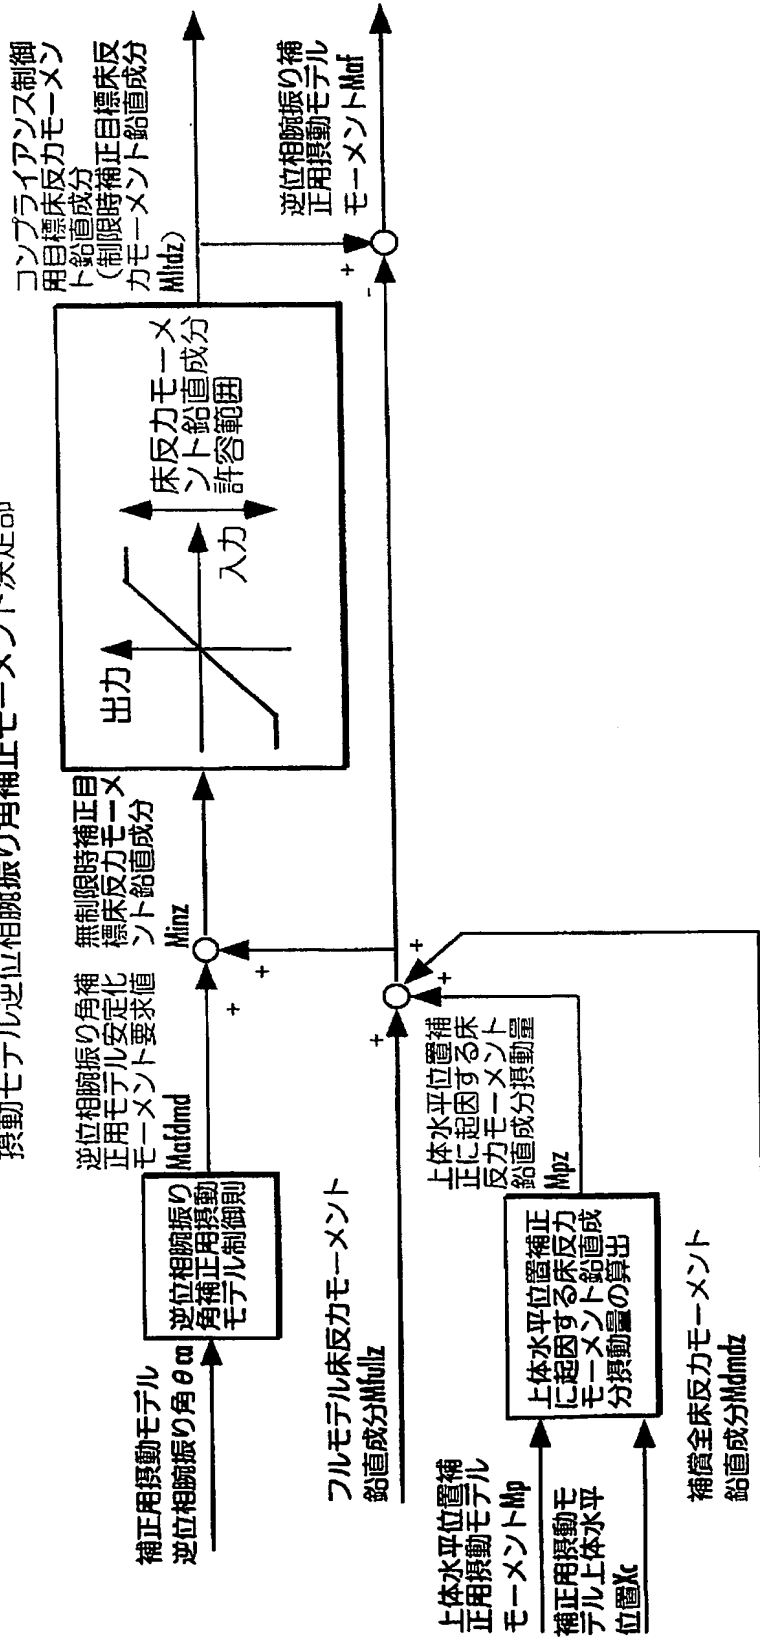 摂動モデル逆位相腕振り角補正モーメント決定部
補正用摂動モデル
逆位相腕振り角θca
逆位相腕振り
角補正用摂動
モデル制御則
逆位相腕振り角補
正用モデル安定化
モーメント要求値
Mafdmd
+
+
無制限時補正目
標床反力モーメ
ント鉛直成分
Minz
出力
入力
床反力モーメ
ント鉛直成分
許容範囲
コンプライアンス制御
用目標床反力モーメン
ト鉛直成分
(制限時補正目標床反
力モーメント鉛直成分
Mltdz)
+
-
逆位相腕振り補
正用摂動モデル
モーメントMaf
フルモデル床反力モーメント
鉛直成分Mfullz
+
+
+
上体水平位置補
正に起因する床
反力モーメント
鉛直成分摂動量
Mpz
上体水平位置補
正用摂動モデル
モーメントMp
補正用摂動モ
デル上体水平
位置Xc
上体水平位置補正
に起因する床反力
モーメント鉛直成
分摂動量の算出
補償全床反力モーメント
鉛直成分Mdmdz